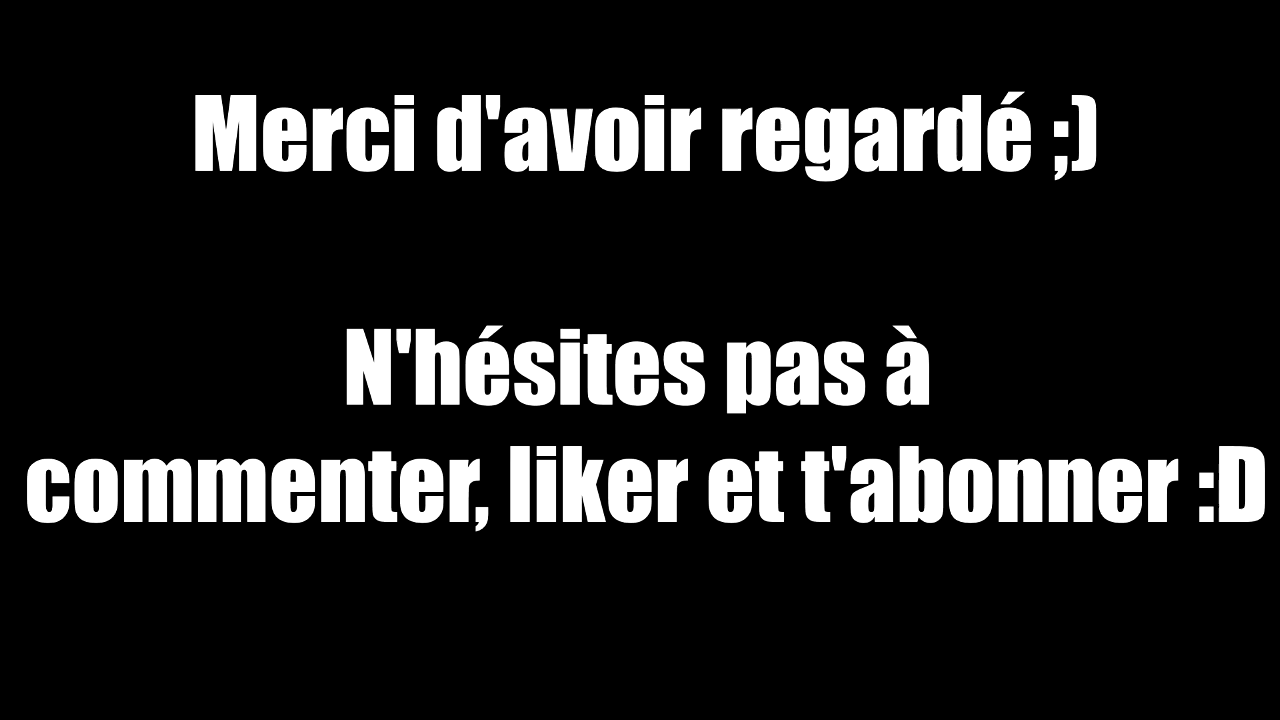 Merci d'avoir regardé ;)
N'hésites pas à
commenter, liker et t'abonner :D